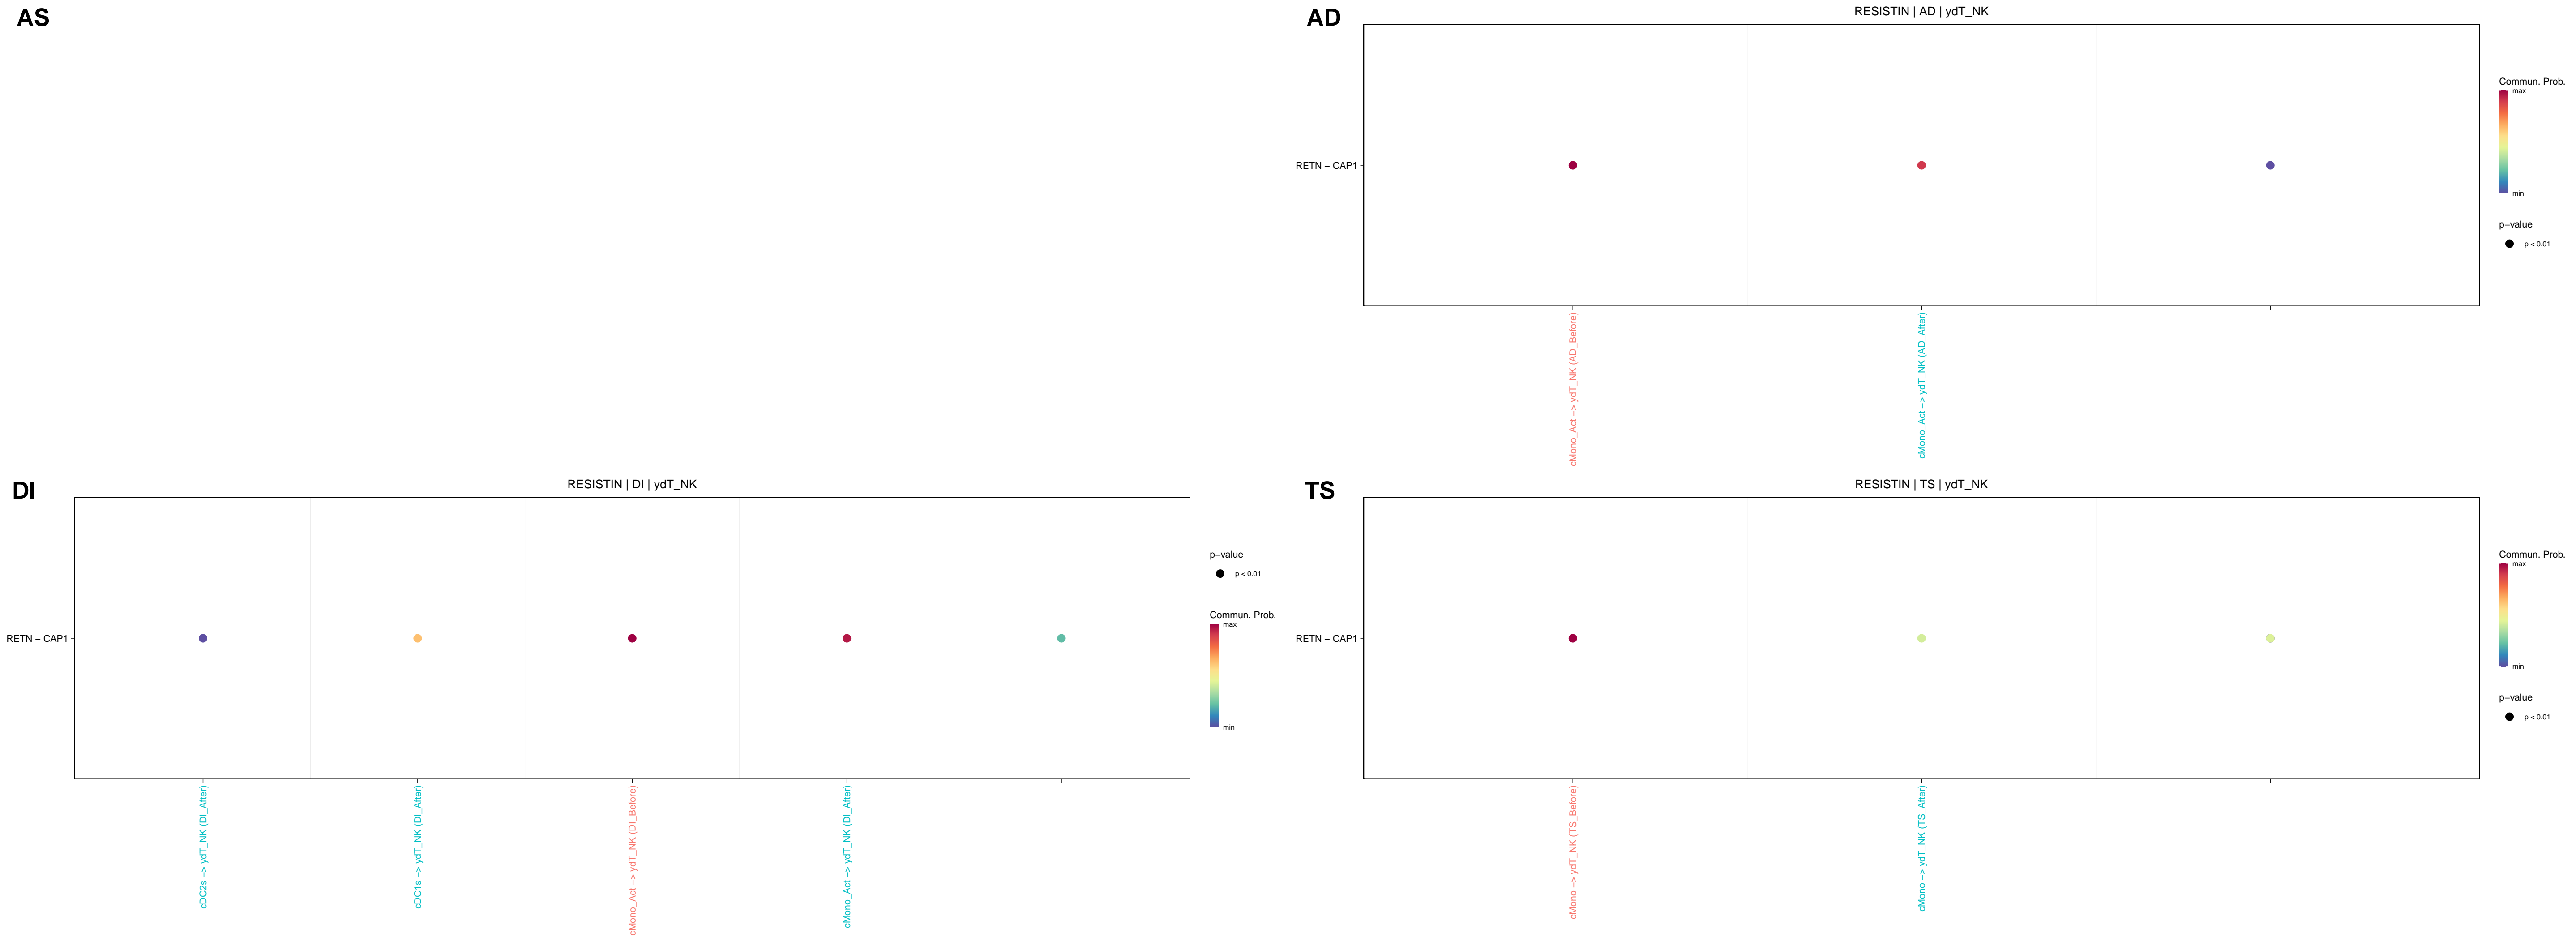 AS
AD
RESISTIN | AD | ydT_NK
RETN − CAP1
cMono_Act −> ydT_NK (AD_Before)
cMono_Act −> ydT_NK (AD_After)
Commun. Prob.
max
min
p−value
p < 0.01
DI
RESISTIN | DI | ydT_NK
RETN − CAP1
cDC2s −> ydT_NK (DI_After)
cDC1s −> ydT_NK (DI_After)
cMono_Act −> ydT_NK (DI_Before)
cMono_Act −> ydT_NK (DI_After)
p−value
p < 0.01
Commun. Prob.
max
min
TS
RESISTIN | TS | ydT_NK
RETN − CAP1
cMono −> ydT_NK (TS_Before)
cMono −> ydT_NK (TS_After)
Commun. Prob.
max
min
p−value
p < 0.01